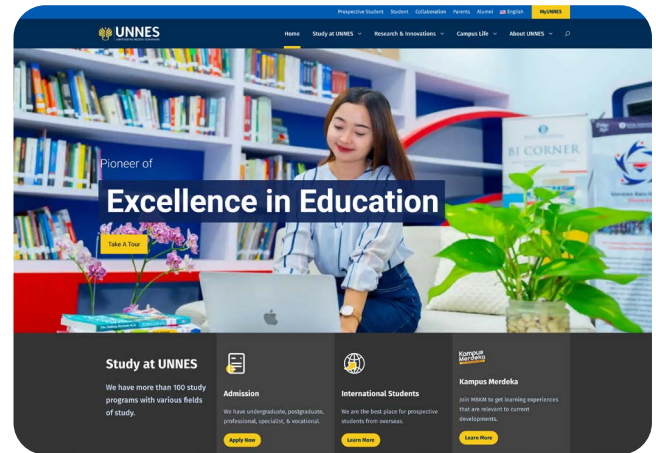 Prospective Student Student Collaboration Parents Alumni English MyUNNES
UNNES
UNIVERSITAS NEGERI SEMARANG
Home Study at UNNES Research & Innovations Campus Life About UNNES
BI CORNER
Pioneer of
Excellence in Education
Take A Tour
Study at UNNES
We have more than 100 study
programs with various fields
of study.
Admission
We have undergraduate, postgraduate,
professional, specialist, & vocational.
Apply Now
International Students
We are the best place for prospective
students from overseas.
Learn More
Kampus
Merdeka
Kampus Merdeka
Join MBKM to get learning experiences
that are relevant to current
developments.
Learn More